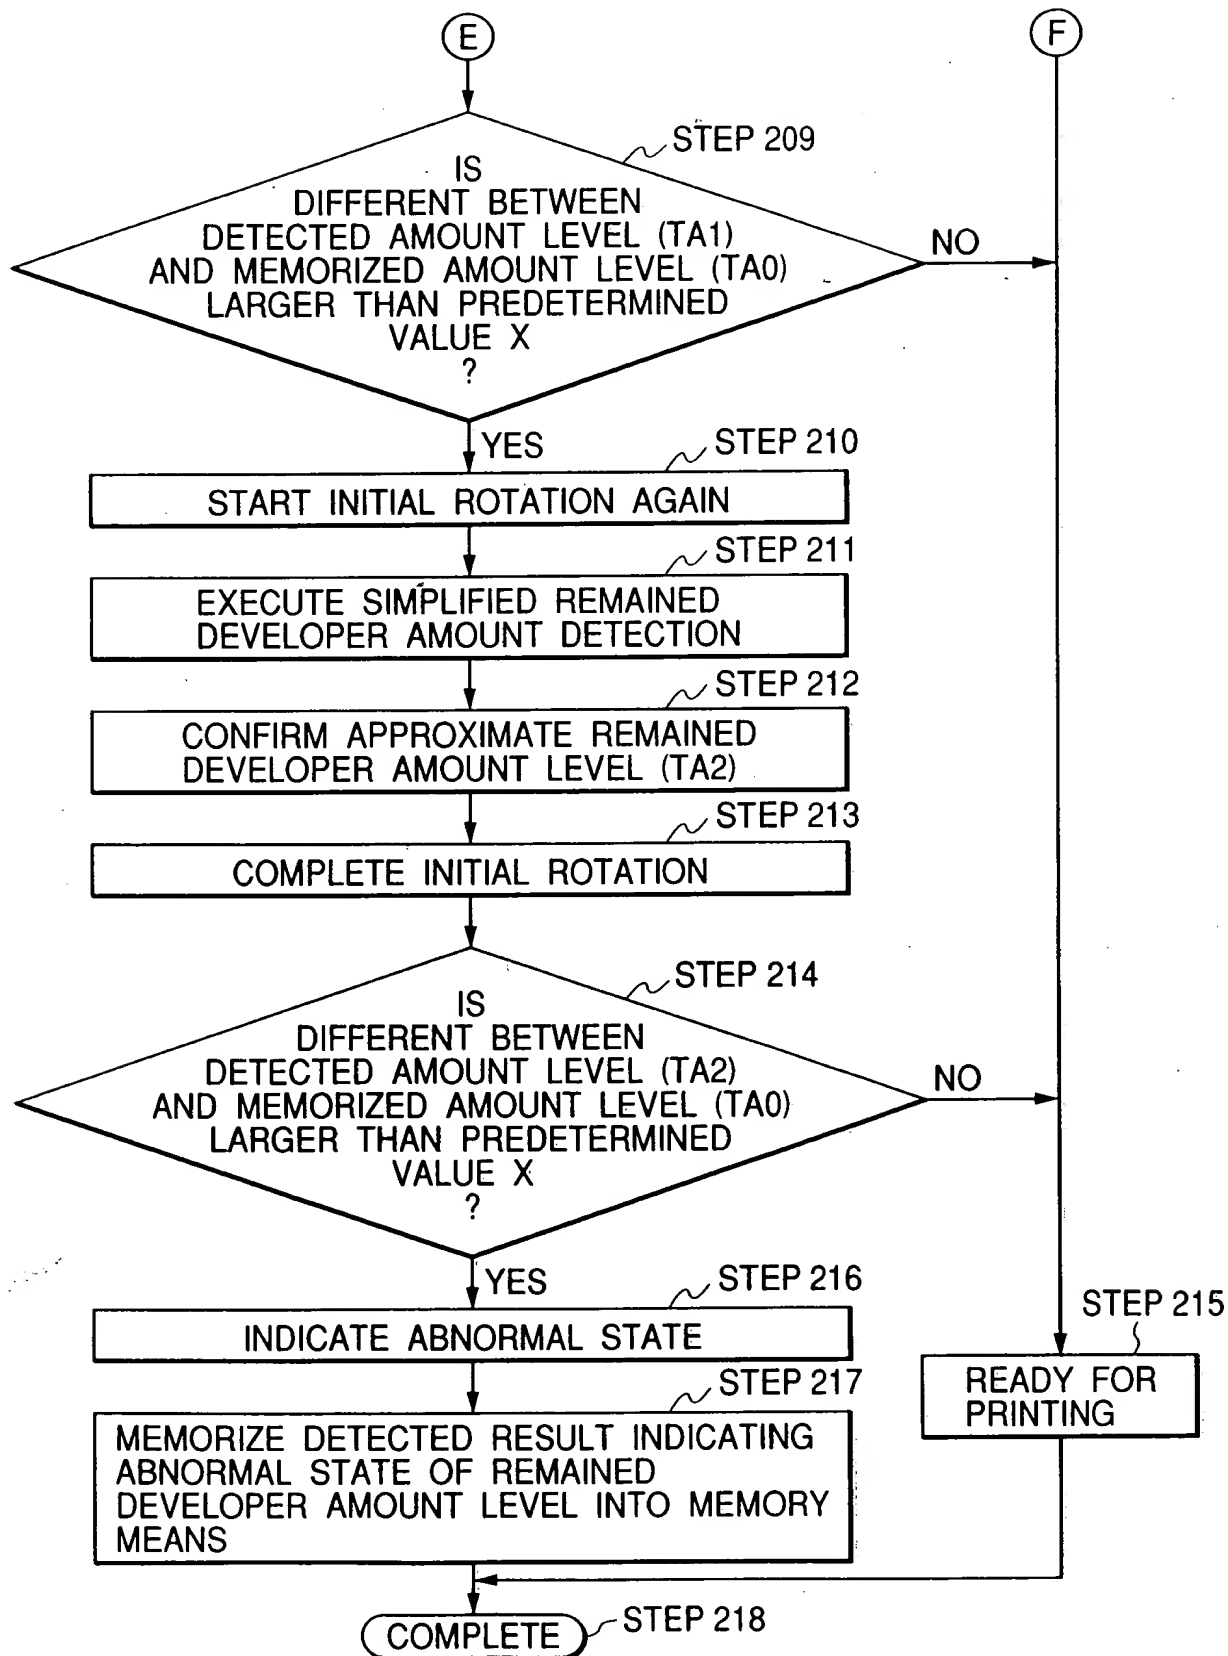 E
F
STEP 209
IS
DIFFERENT BETWEEN
DETECTED AMOUNT LEVEL (TA1)
AND MEMORIZED AMOUNT LEVEL (TA0)
LARGER THAN PREDETERMINED
VALUE X
?
NO
YES
STEP 210
START INITIAL ROTATION AGAIN
STEP 211
EXECUTE SIMPLIFIED REMAINED
DEVELOPER AMOUNT DETECTION
STEP 212
CONFIRM APPROXIMATE REMAINED
DEVELOPER AMOUNT LEVEL (TA2)
STEP 213
COMPLETE INITIAL ROTATION
STEP 214
IS
DIFFERENT BETWEEN
DETECTED AMOUNT LEVEL (TA2)
AND MEMORIZED AMOUNT LEVEL (TA0)
LARGER THAN PREDETERMINED
VALUE X
?
NO
YES
STEP 216
INDICATE ABNORMAL STATE
STEP 215
READY FOR
PRINTING
STEP 217
MEMORIZE DETECTED RESULT INDICATING
ABNORMAL STATE OF REMAINED
DEVELOPER AMOUNT LEVEL INTO MEMORY
MEANS
COMPLETE
STEP 218